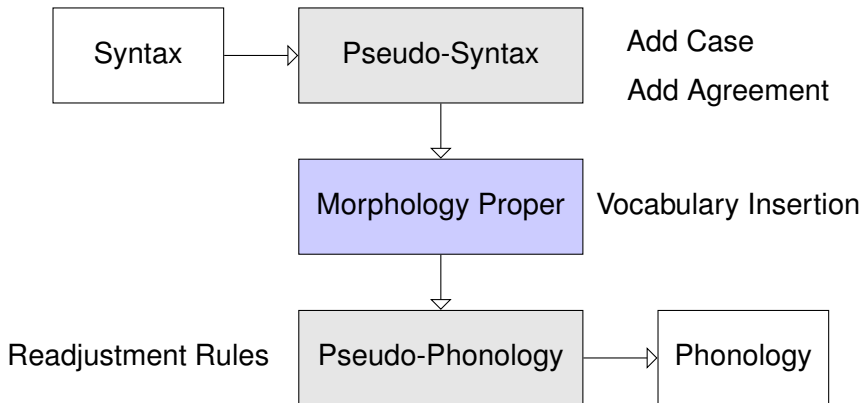 Syntax
Pseudo-Syntax
Add Case
Add Agreement
Morphology Proper
Vocabulary Insertion
Readjustment Rules
Pseudo-Phonology
Phonology